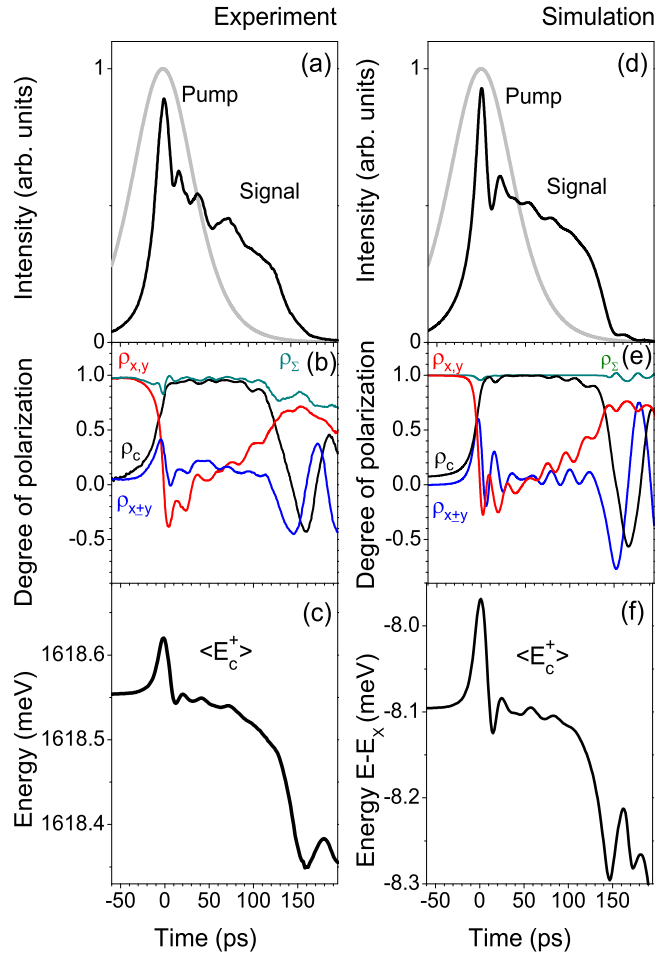 Experiment
Simulation
(a)
Pump
Signal
Intensity (arb. units)
1
0
(d)
Pump
Signal
Intensity (arb. units)
1
0
ρx,y
(b)
ρΣ
ρc
ρx±y
Degree of polarization
1.0
0.5
0.0
-0.5
ρx,y
(e)
ρΣ
ρc
ρx±y
Degree of polarization
1.0
0.5
0.0
-0.5
(c)
<E+c>
Energy (meV)
1618.6
1618.5
1618.4
-50 0 50 100 150
Time (ps)
(f)
<E+c>
Energy E-EX (meV)
-8.0
-8.1
-8.2
-8.3
-50 0 50 100 150
Time (ps)